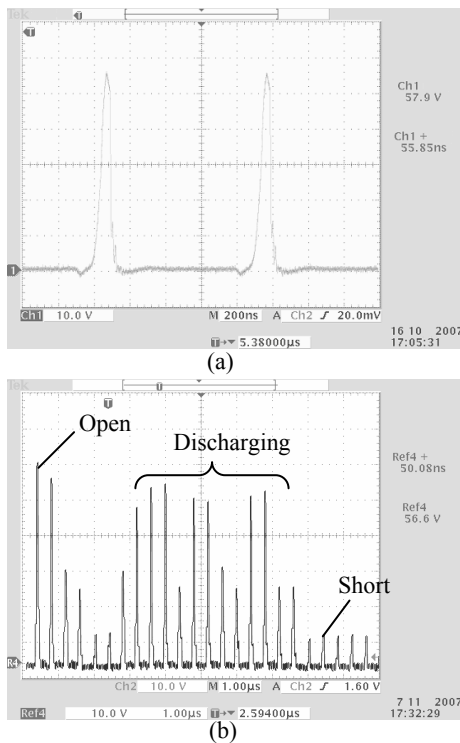 Tek
T
T
Ch1
57.9 V
Ch1 +
55.85ns
1
Ch1 10.0 V M 200ns A Ch2 20.0mV
T 5.38000µs
16 10 2007
17:05:31
(a)
Tek
T
T
Open
Discharging
Ref4 +
50.08ns
Ref4
56.6 V
Short
R4
Ch2 10.0 V M 1.00µs A Ch2 1.60 V
Ref4 10.0 V 1.00µs T 2.59400µs
7 11 2007
17:32:29
(b)